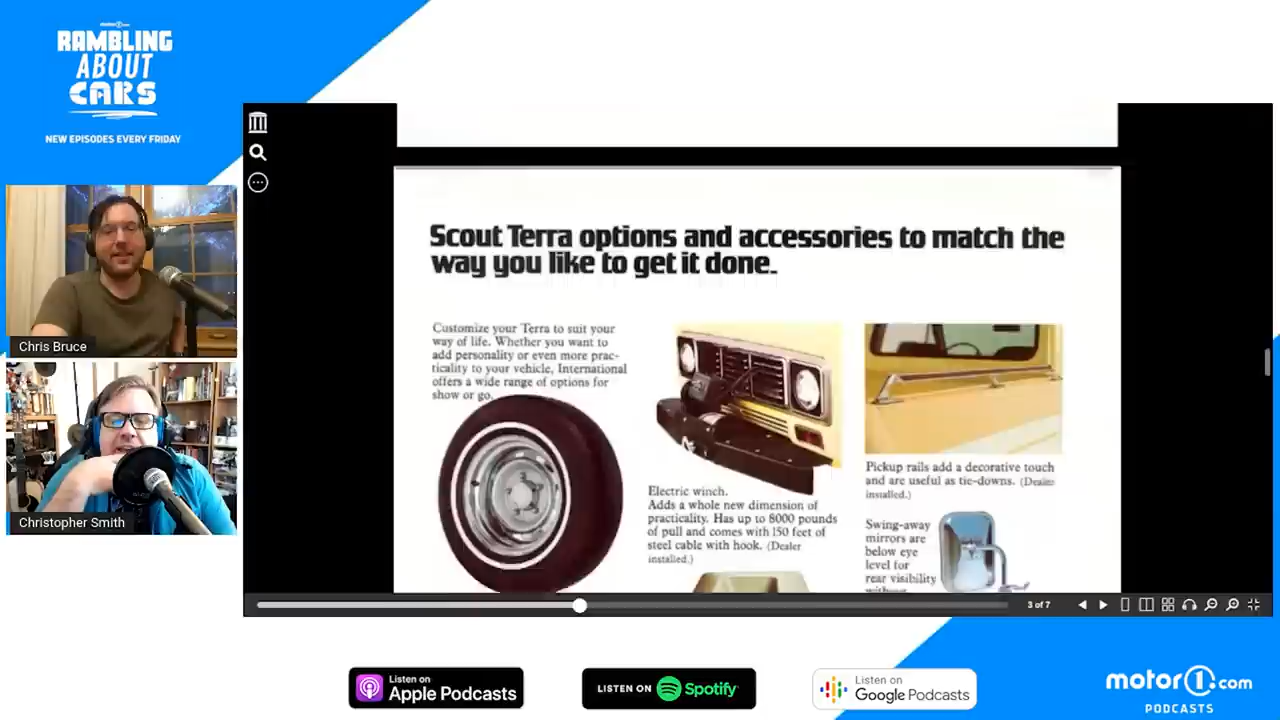 motor1.com
RAMBLING
ABOUT
CARS
NEW EPISODES EVERY FRIDAY
Chris Bruce
Christopher Smith
Scout Terra options and accessories to match the
way you like to get it done.
Customize your Terra to suit your
way of life. Whether you want to
add personality or even more prac-
ticality to your vehicle, International
offers a wide range of options for
show or go.
Electric winch.
Adds a whole new dimension of
practicality. Has up to 8000 pounds
of pull and comes with 150 feet of
steel cable with hook. (Dealer
installed.)
Pickup rails add a decorative touch
and are useful as tie-downs. (Dealer
installed.)
Swing-away
mirrors are
below eye
level for
rear visibility
without
3 of 7
Listen on
Apple Podcasts
LISTEN ON Spotify
Listen on
Google Podcasts
motor1.com
PODCASTS